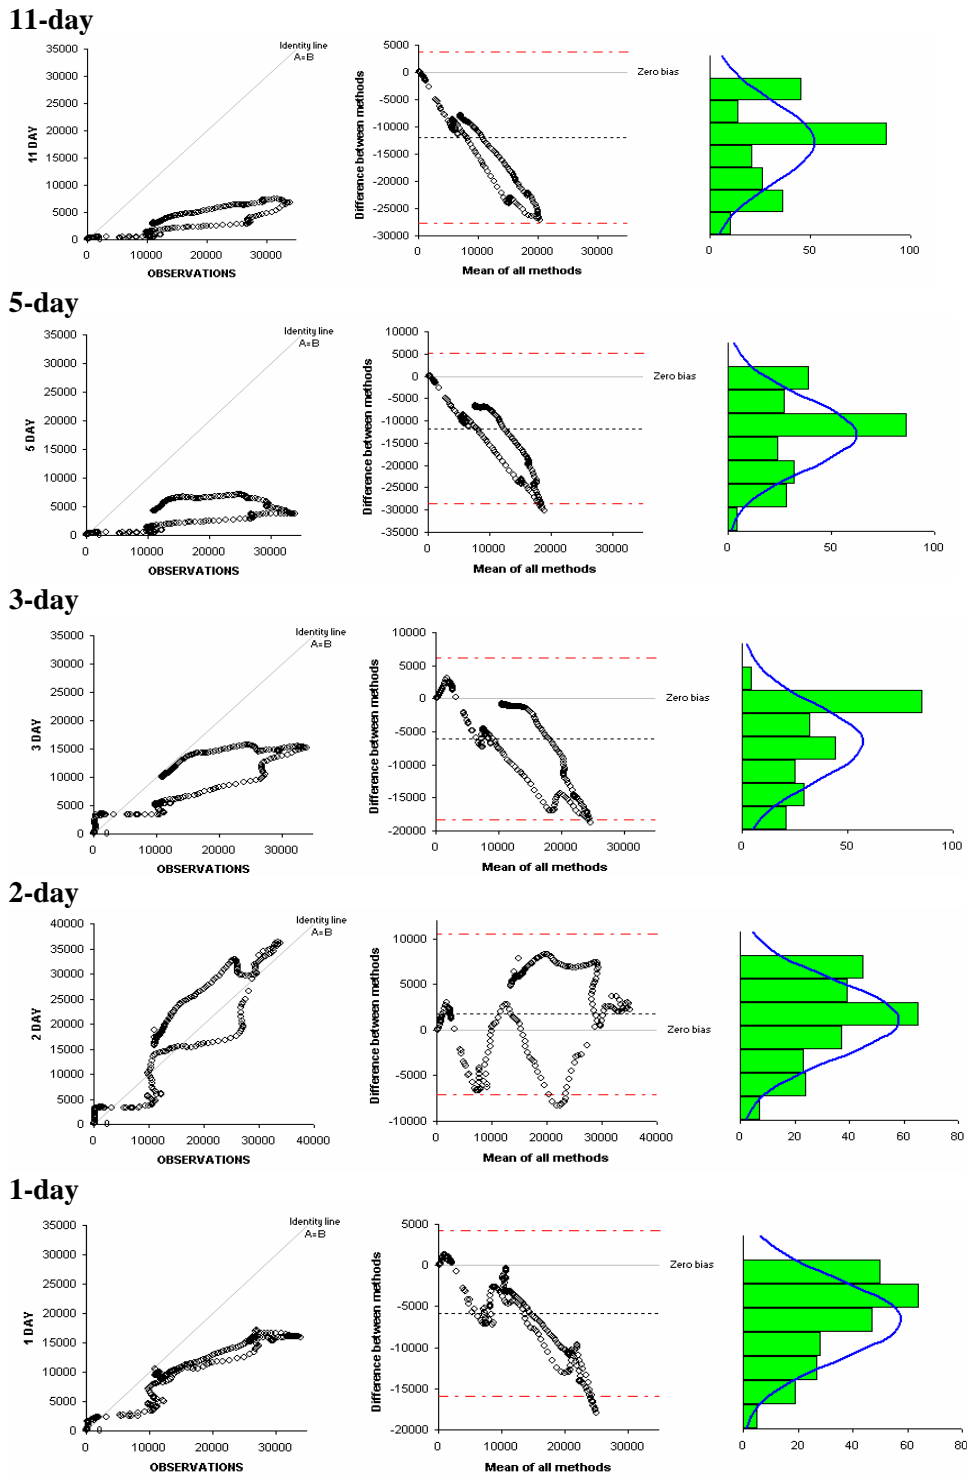 11-day
Identity line
A=B
35000
30000
25000
20000
15000
10000
5000
0
11 DAY
0 10000 20000 30000
OBSERVATIONS
5000
0
-5000
-10000
-15000
-20000
-25000
-30000
Difference between methods
Zero bias
0 10000 20000 30000
Mean of all methods
0 50 100
5-day
Identity line
A=B
35000
30000
25000
20000
15000
10000
5000
0
5 DAY
0 10000 20000 30000
OBSERVATIONS
10000
5000
0
-5000
-10000
-15000
-20000
-25000
-30000
-35000
Difference between methods
Zero bias
0 10000 20000 30000
Mean of all methods
0 50 100
3-day
Identity line
A=B
35000
30000
25000
20000
15000
10000
5000
0
3 DAY
0
0 10000 20000 30000
OBSERVATIONS
10000
5000
0
-5000
-10000
-15000
-20000
Difference between methods
Zero bias
0 10000 20000 30000
Mean of all methods
0 50 100
2-day
Identity line
A=B
40000
35000
30000
25000
20000
15000
10000
5000
0
2 DAY
0
0 10000 20000 30000 40000
OBSERVATIONS
10000
5000
0
-5000
-10000
Difference between methods
Zero bias
0 10000 20000 30000 40000
Mean of all methods
0 20 40 60 80
1-day
Identity line
A=B
35000
30000
25000
20000
15000
10000
5000
0
1 DAY
0
0 10000 20000 30000
OBSERVATIONS
5000
0
-5000
-10000
-15000
-20000
Difference between methods
Zero bias
0 10000 20000 30000
Mean of all methods
0 20 40 60 80